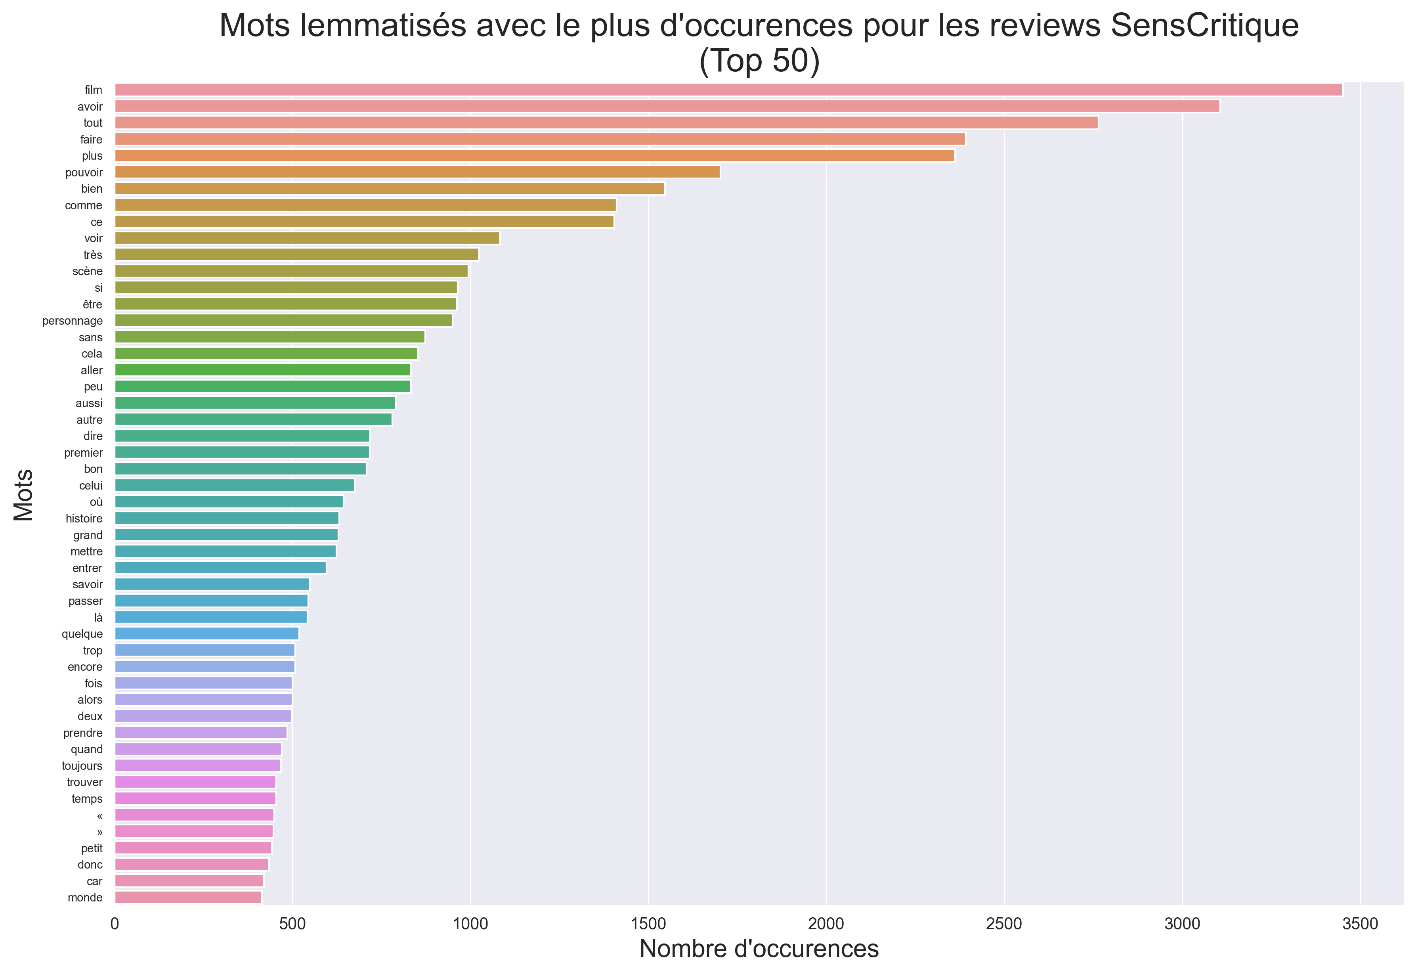 Mots lemmatisés avec le plus d'occurences pour les reviews SensCritique
(Top 50)
film
avoir
tout
faire
plus
pouvoir
bien
comme
ce
voir
très
scène
si
être
personnage
sans
cela
aller
peu
aussi
autre
dire
premier
bon
celui
où
histoire
grand
mettre
entrer
savoir
passer
là
quelque
trop
encore
fois
alors
deux
prendre
quand
toujours
trouver
temps
«
»
petit
donc
car
monde
Mots
0 500 1000 1500 2000 2500 3000 3500
Nombre d'occurences